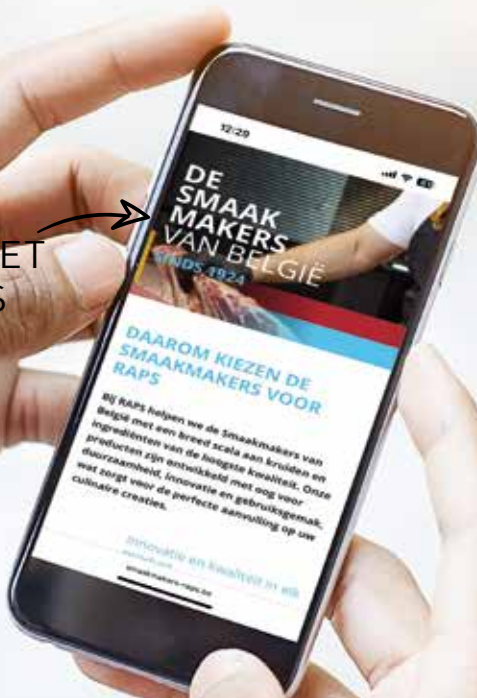 ET
S
12:29
DE
SMAAK
MAKERS
VAN BELGIË
SINDS 1924
DAAROM KIEZEN DE
SMAAKMAKERS VOOR
RAPS
Bij RAPS helpen we de Smaakmakers van
België met een breed scala aan kruiden en
ingrediënten van de hoogste kwaliteit. Onze
producten zijn ontwikkeld met oog voor
duurzaamheid, innovatie en gebruiksgemak,
wat zorgt voor de perfecte aanvulling op uw
culinaire creaties.
Innovatie en kwaliteit in elk